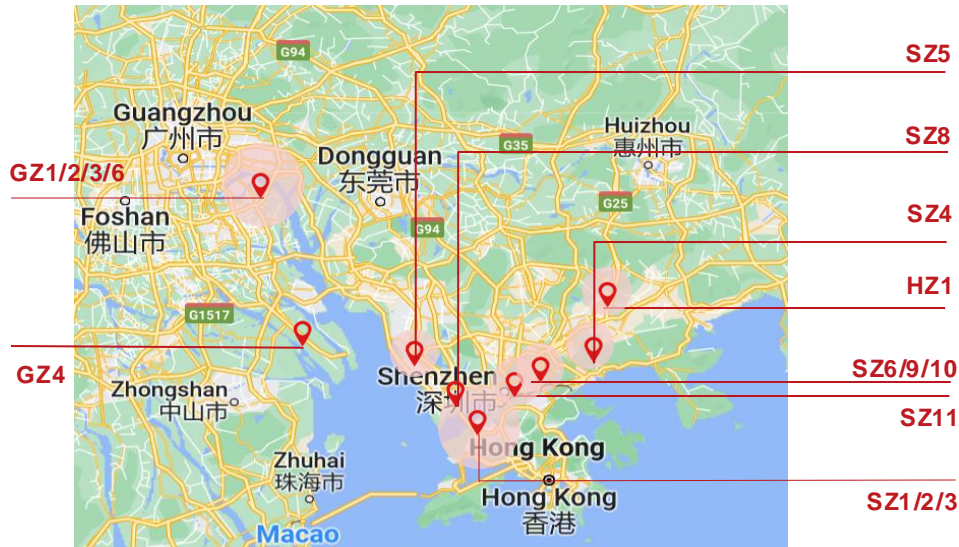 SZ5
G94
Guangzhou
广州市
G35
Huizhou
惠州市
SZ8
Dongguan
东莞市
GZ1/2/3/6
G25
SZ4
Foshan
佛山市
G94
HZ1
G1517
GZ4
Shenzhen
深圳市
SZ6/9/10
Zhongshan
中山市
SZ11
Hong Kong
Zhuhai
珠海市
Hong Kong
香港
SZ1/2/3
Macao